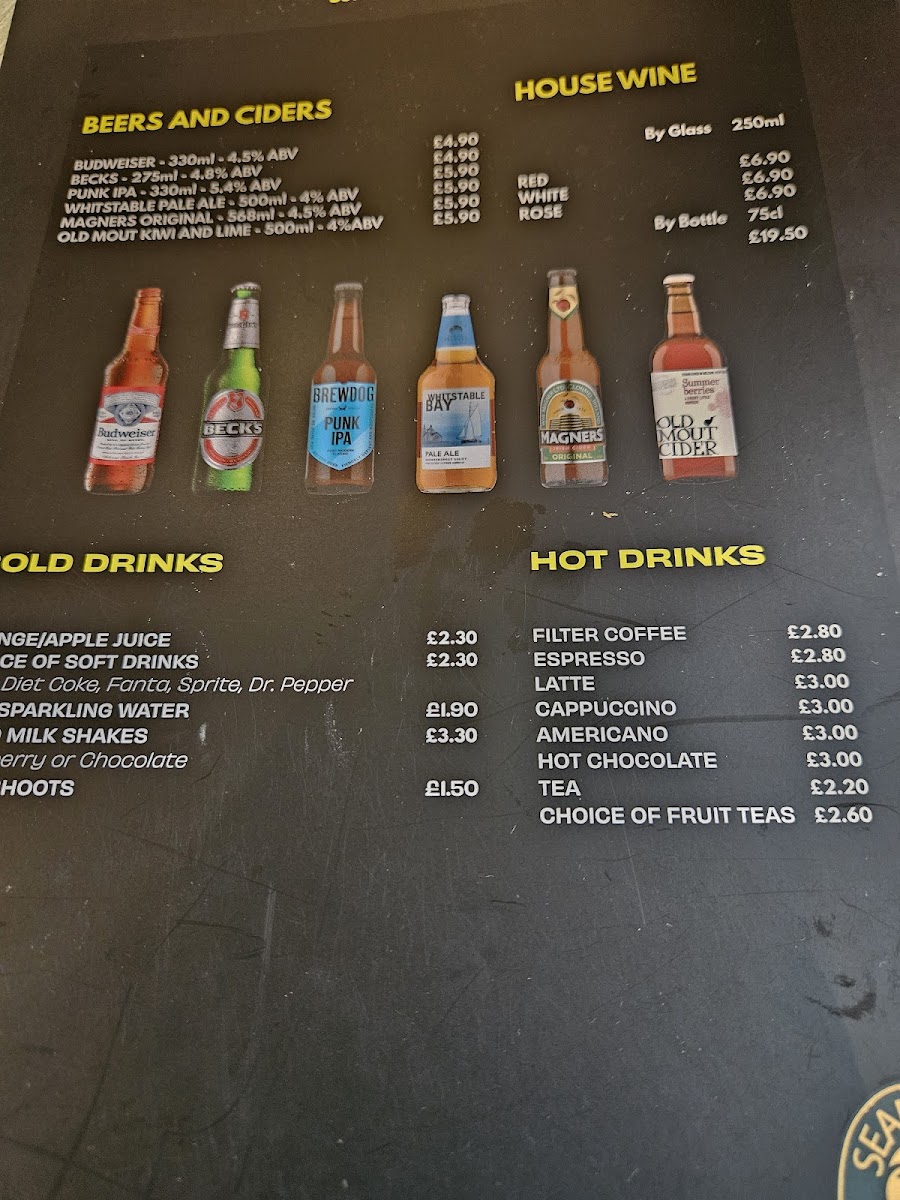 BEERS AND CIDERS
BUDWEISER - 330ml - 4.5% ABV £4.90
BECKS - 275ml - 4.8% ABV £4.90
PUNK IPA - 330ml - 5.4% ABV £5.90
WHITSTABLE PALE ALE - 500ml - 4% ABV £5.90
MAGNERS ORIGINAL - 568ml - 4.5% ABV £5.90
OLD MOUT KIWI AND LIME - 500ml - 4%ABV £5.90
HOUSE WINE
By Glass 250ml
RED £6.90
WHITE £6.90
ROSE £6.90
By Bottle 75cl
£19.50
Budweiser
BECK'S
BREWDOG
PUNK
IPA
WHITSTABLE
BAY
PALE ALE
MAGNERS
ORIGINAL
Summer
berries
OLD
MOUT
CIDER
OLD DRINKS
NGE/APPLE JUICE £2.30
CE OF SOFT DRINKS £2.30
Diet Coke, Fanta, Sprite, Dr. Pepper
SPARKLING WATER £1.90
MILK SHAKES £3.30
erry or Chocolate
HOOTS £1.50
HOT DRINKS
FILTER COFFEE £2.80
ESPRESSO £2.80
LATTE £3.00
CAPPUCCINO £3.00
AMERICANO £3.00
HOT CHOCOLATE £3.00
TEA £2.20
CHOICE OF FRUIT TEAS £2.60
SEA